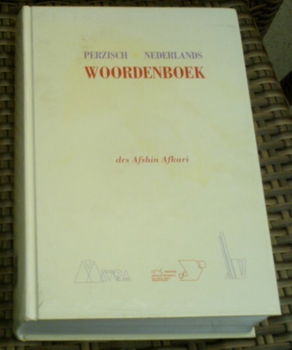 PERZISCH - NEDERLANDS
WOORDENBOEK
drs Afshin Afkari